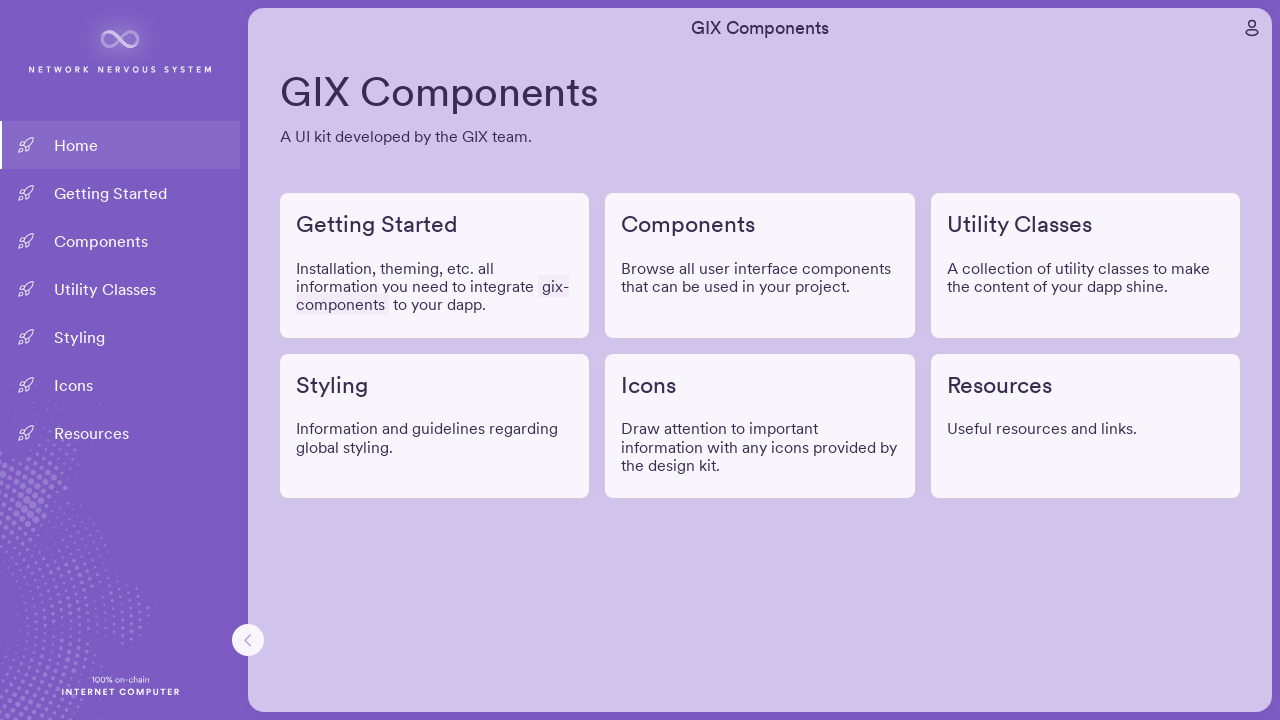 NETWORK NERVOUS SYSTEM
Home
Getting Started
Components
Utility Classes
Styling
Icons
Resources
100% on-chain
INTERNET COMPUTER
GIX Components
GIX Components
A UI kit developed by the GIX team.
Getting Started
Installation, theming, etc. all
information you need to integrate gix-
components to your dapp.
Components
Browse all user interface components
that can be used in your project.
Utility Classes
A collection of utility classes to make
the content of your dapp shine.
Styling
Information and guidelines regarding
global styling.
Icons
Draw attention to important
information with any icons provided by
the design kit.
Resources
Useful resources and links.